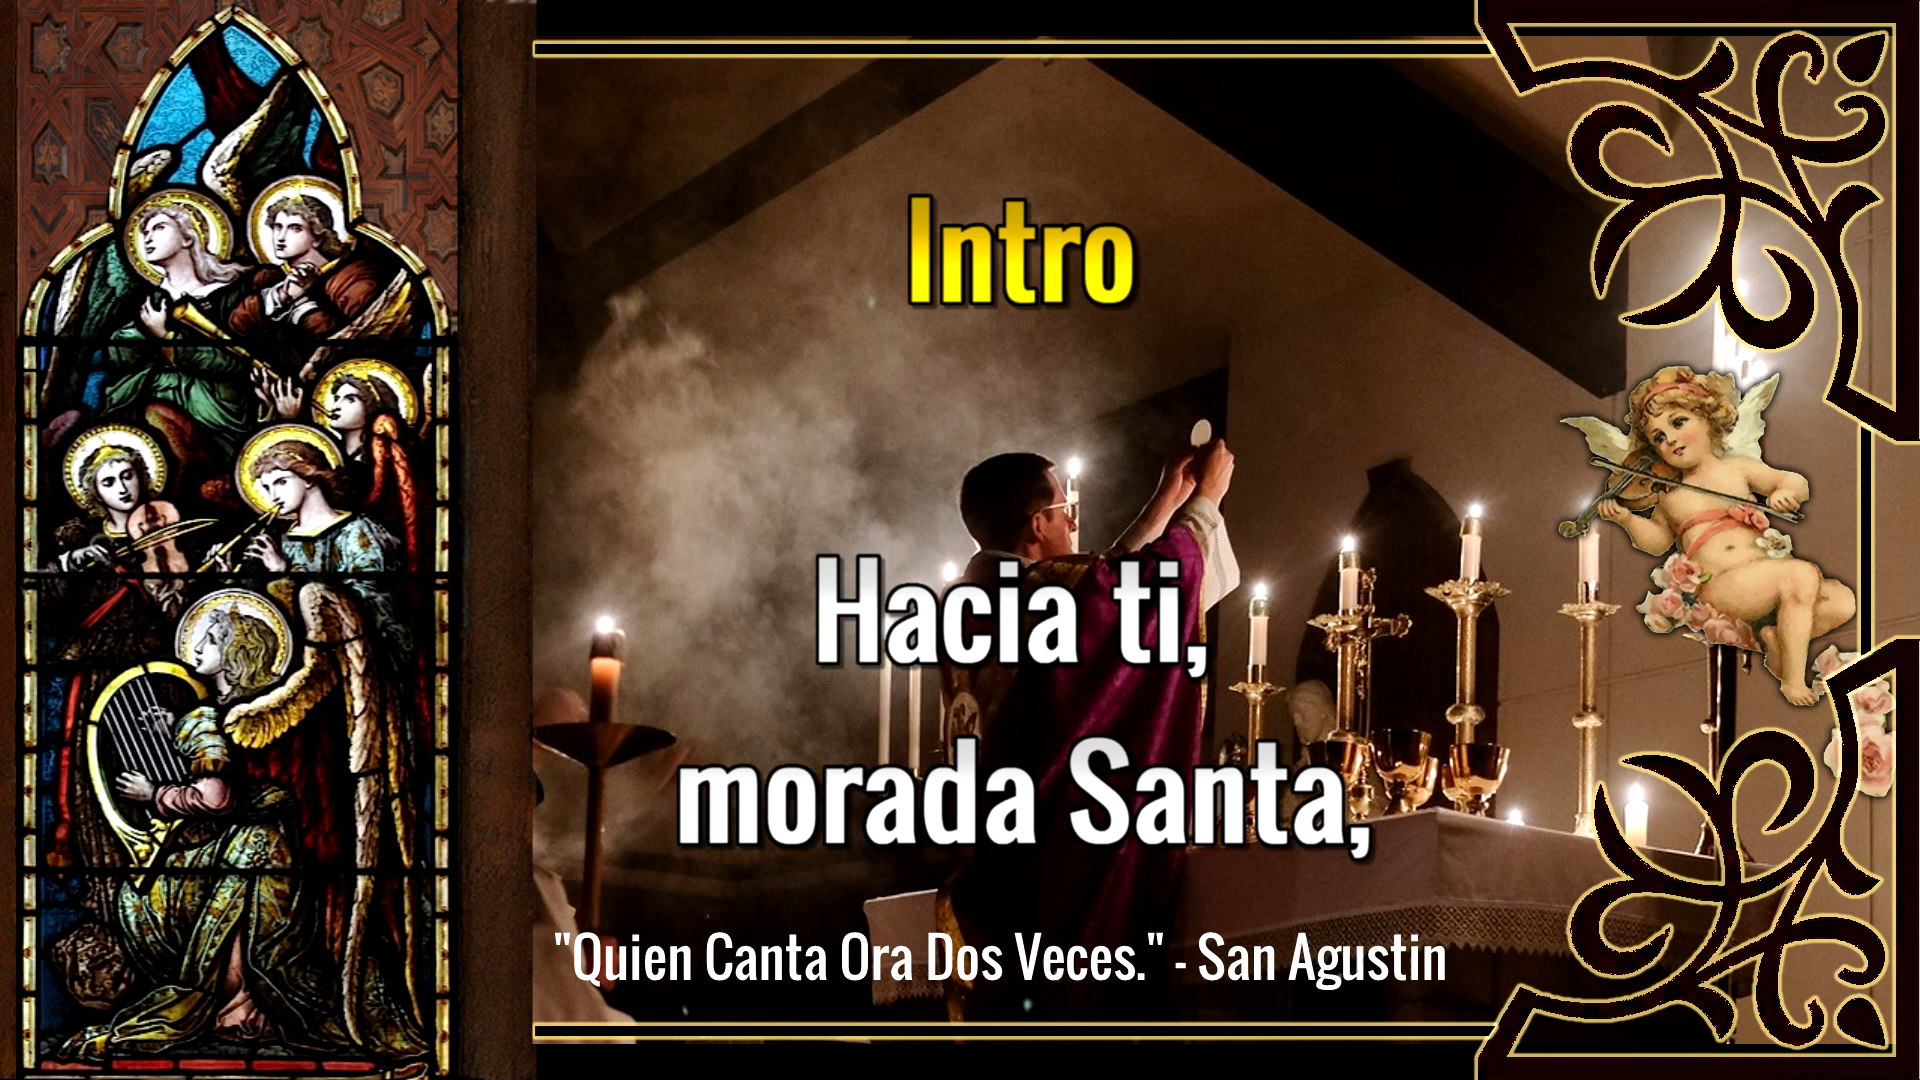 Intro
Hacia ti,
morada Santa,
"Quien Canta Ora Dos Veces." - San Agustin